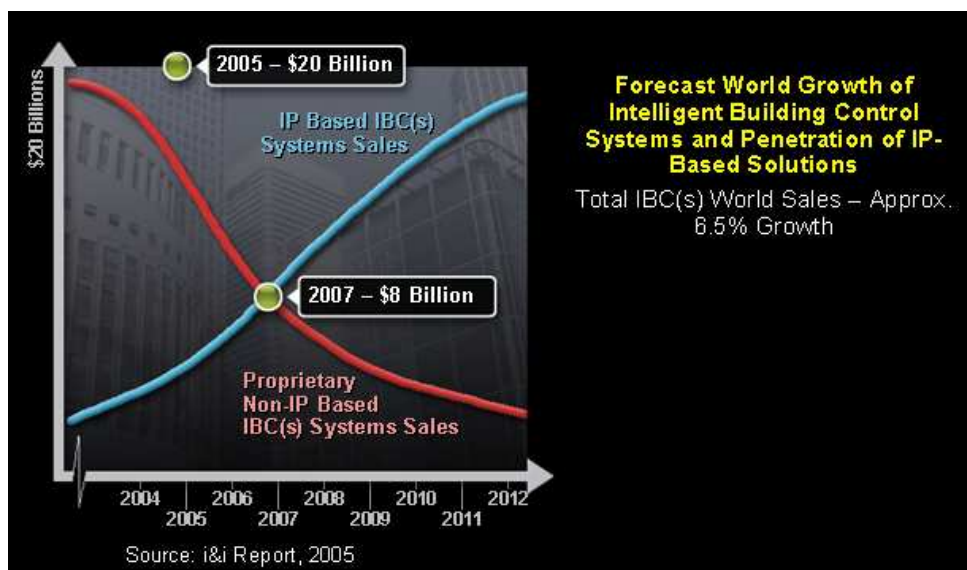 2005 – $20 Billion
$20 Billions
IP Based IBC(s)
Systems Sales
2007 – $8 Billion
Proprietary
Non-IP Based
IBC(s) Systems Sales
2004
2006
2008
2010
2012
2005
2007
2009
2011
Source: i&i Report, 2005
Forecast World Growth of
Intelligent Building Control
Systems and Penetration of IP-
Based Solutions
Total IBC(s) World Sales – Approx.
6.5% Growth